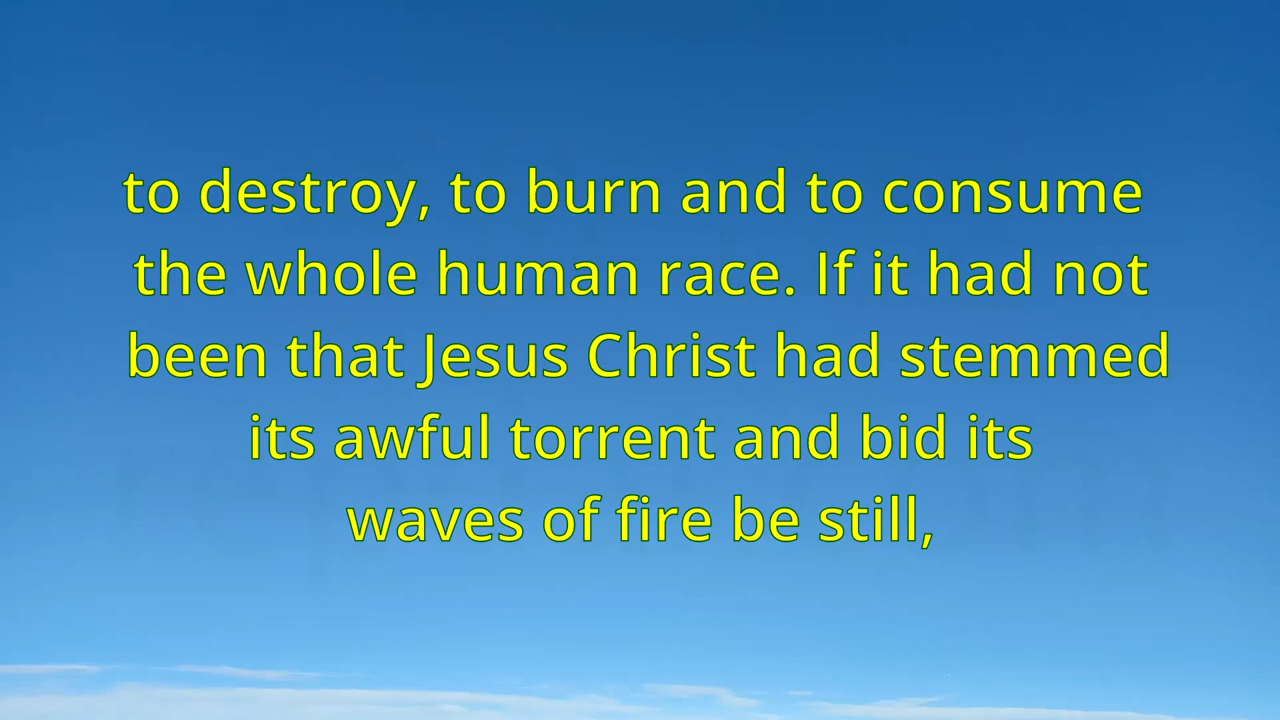 to destroy, to burn and to consume
the whole human race. If it had not
been that Jesus Christ had stemmed
its awful torrent and bid its
waves of fire be still,